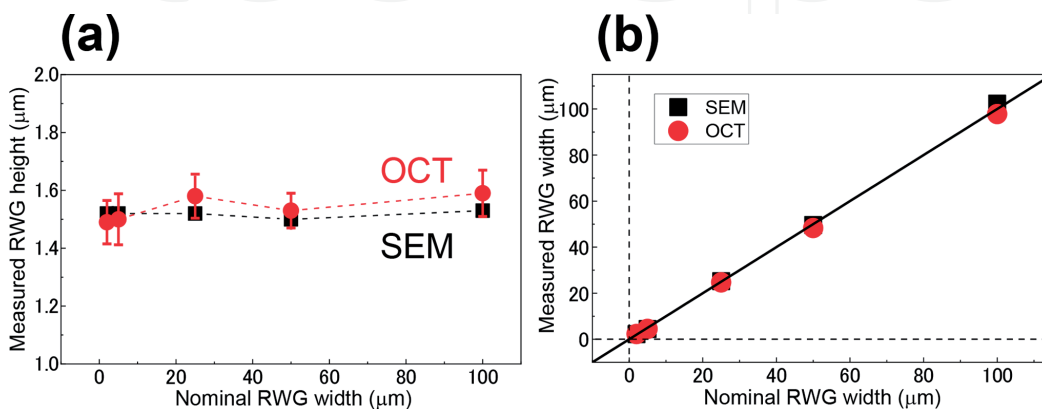 (a)
2.0
1.8
1.6
1.4
1.2
1.0
Measured RWG height (μm)
OCT
SEM
0
20
40
60
80
100
Nominal RWG width (μm)
(b)
SEM
OCT
100
80
60
40
20
0
Measured RWG width (μm)
0
20
40
60
80
100
Nominal RWG width (μm)